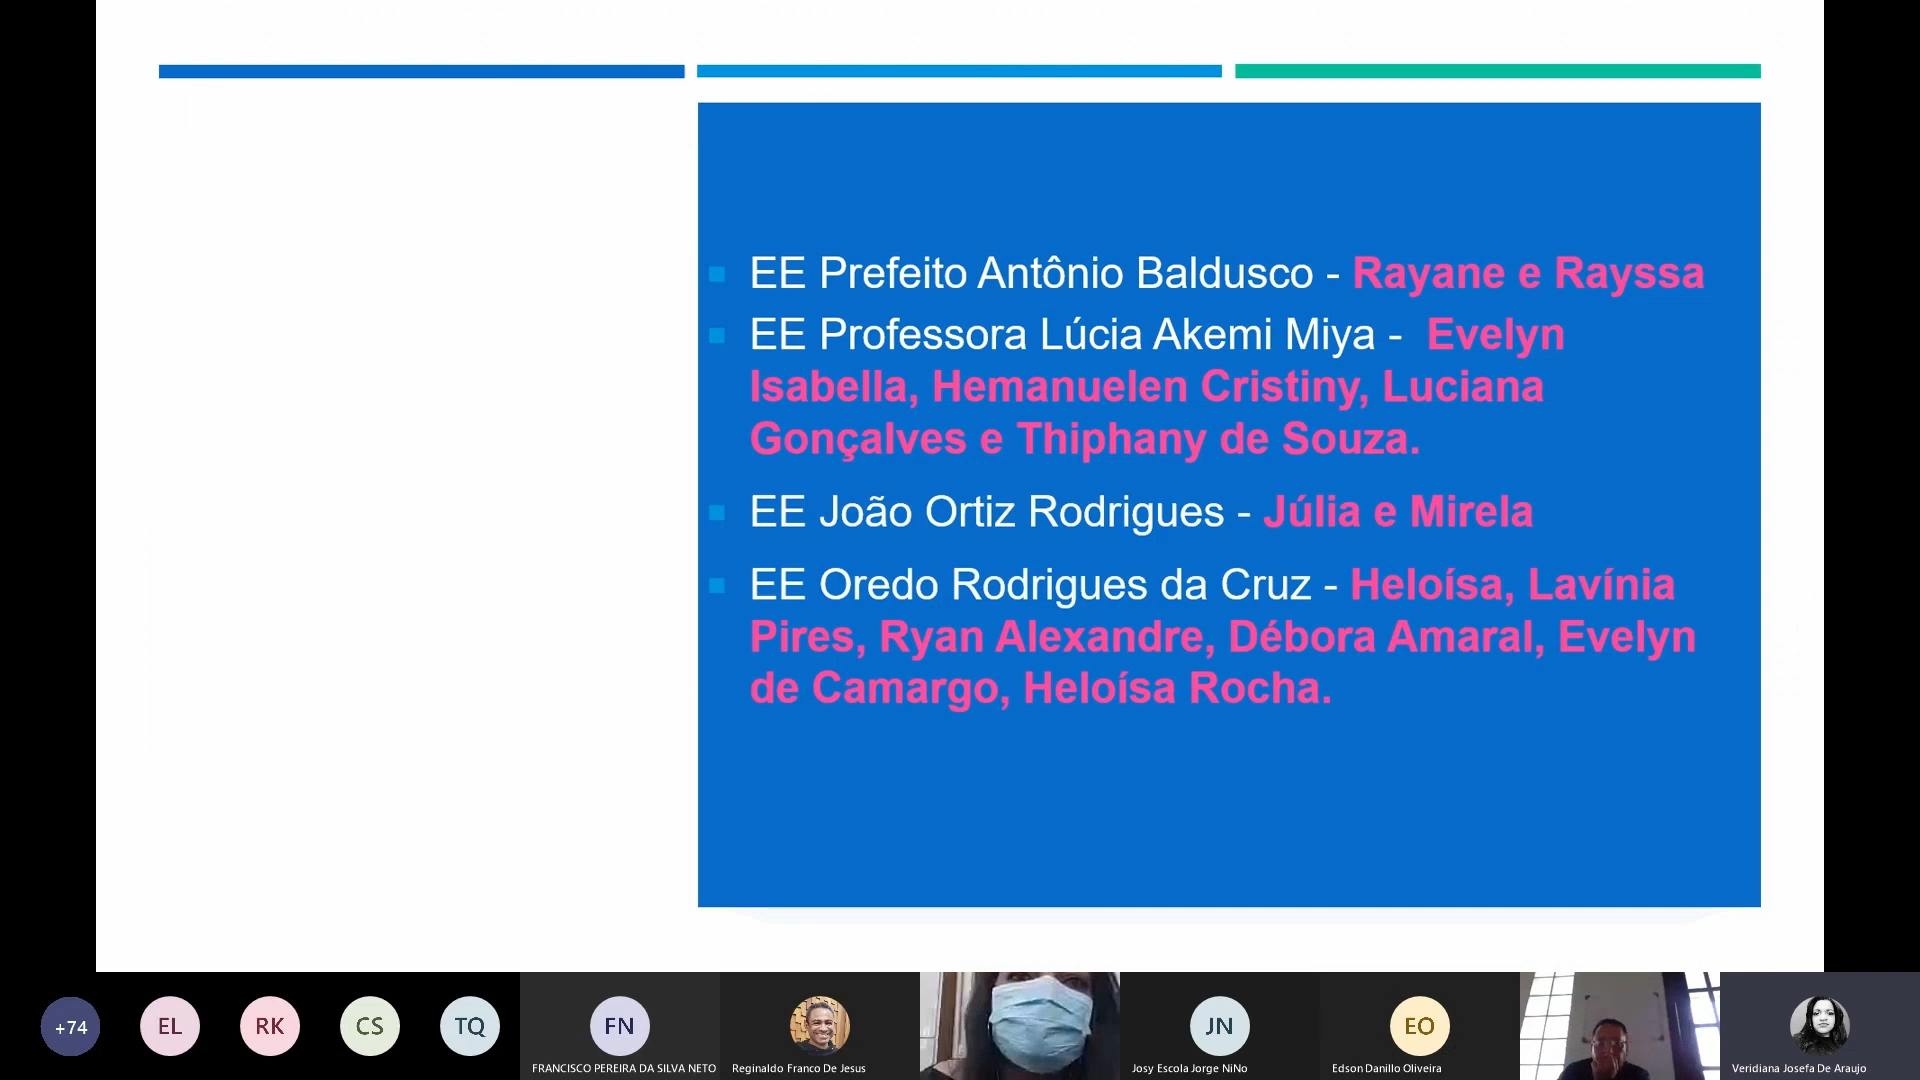 EE Prefeito Antônio Baldusco - Rayane e Rayssa
EE Professora Lúcia Akemi Miya - Evelyn
Isabella, Hemanuelen Cristiny, Luciana
Gonçalves e Thiphany de Souza.
EE João Ortiz Rodrigues - Júlia e Mirela
EE Oredo Rodrigues da Cruz - Heloísa, Lavínia
Pires, Ryan Alexandre, Débora Amaral, Evelyn
de Camargo, Heloísa Rocha.
+74
EL
RK
CS
TQ
FN
JN
EO
FRANCISCO PEREIRA DA SILVA NETO
Reginaldo Franco De Jesus
Josy Escola Jorge NiNo
Edson Danillo Oliveira
Veridiana Josefa De Araujo